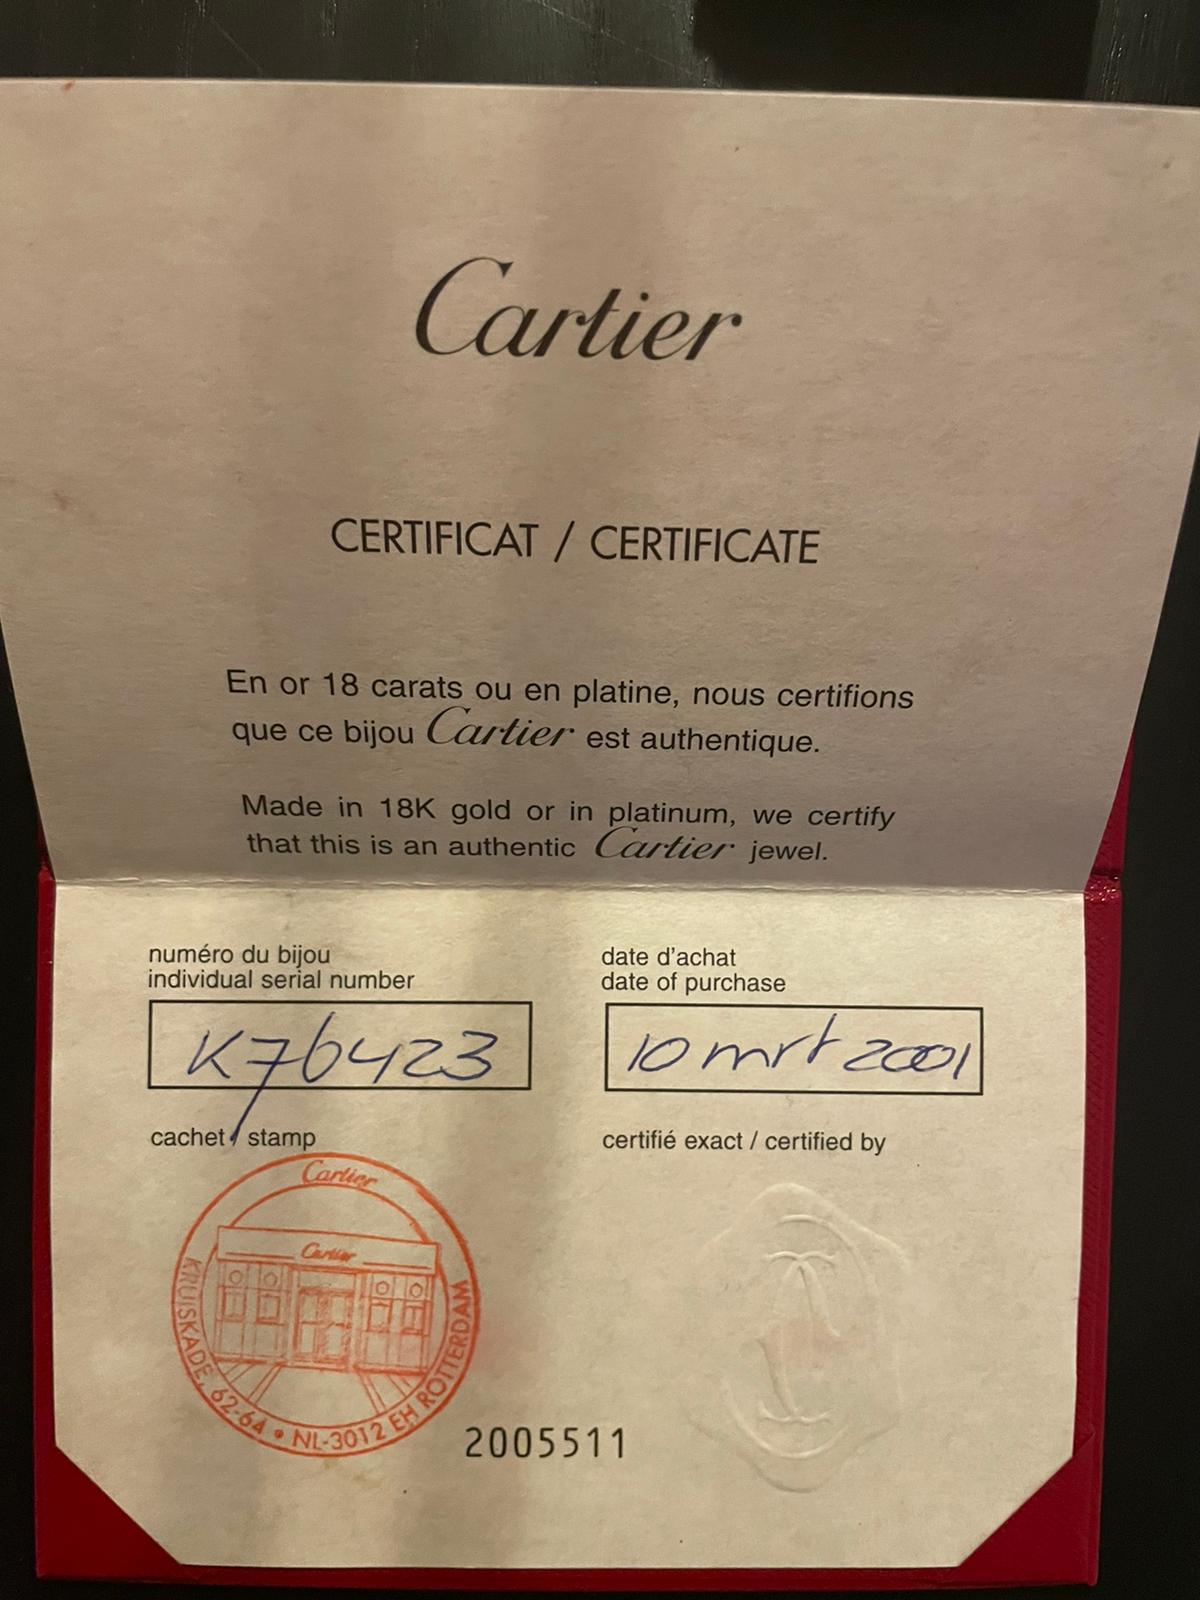 Cartier
CERTIFICAT / CERTIFICATE
En or 18 carats ou en platine, nous certifions
que ce bijou Cartier est authentique.
Made in 18K gold or in platinum, we certify
that this is an authentic Cartier jewel.
numéro du bijou
individual serial number
K76423
date d'achat
date of purchase
10 mrt 2001
cachet / stamp
certifié exact / certified by
Cartier
Cartier
KRUISKADE, 62-64 • NL-3012 EH ROTTERDAM
2005511